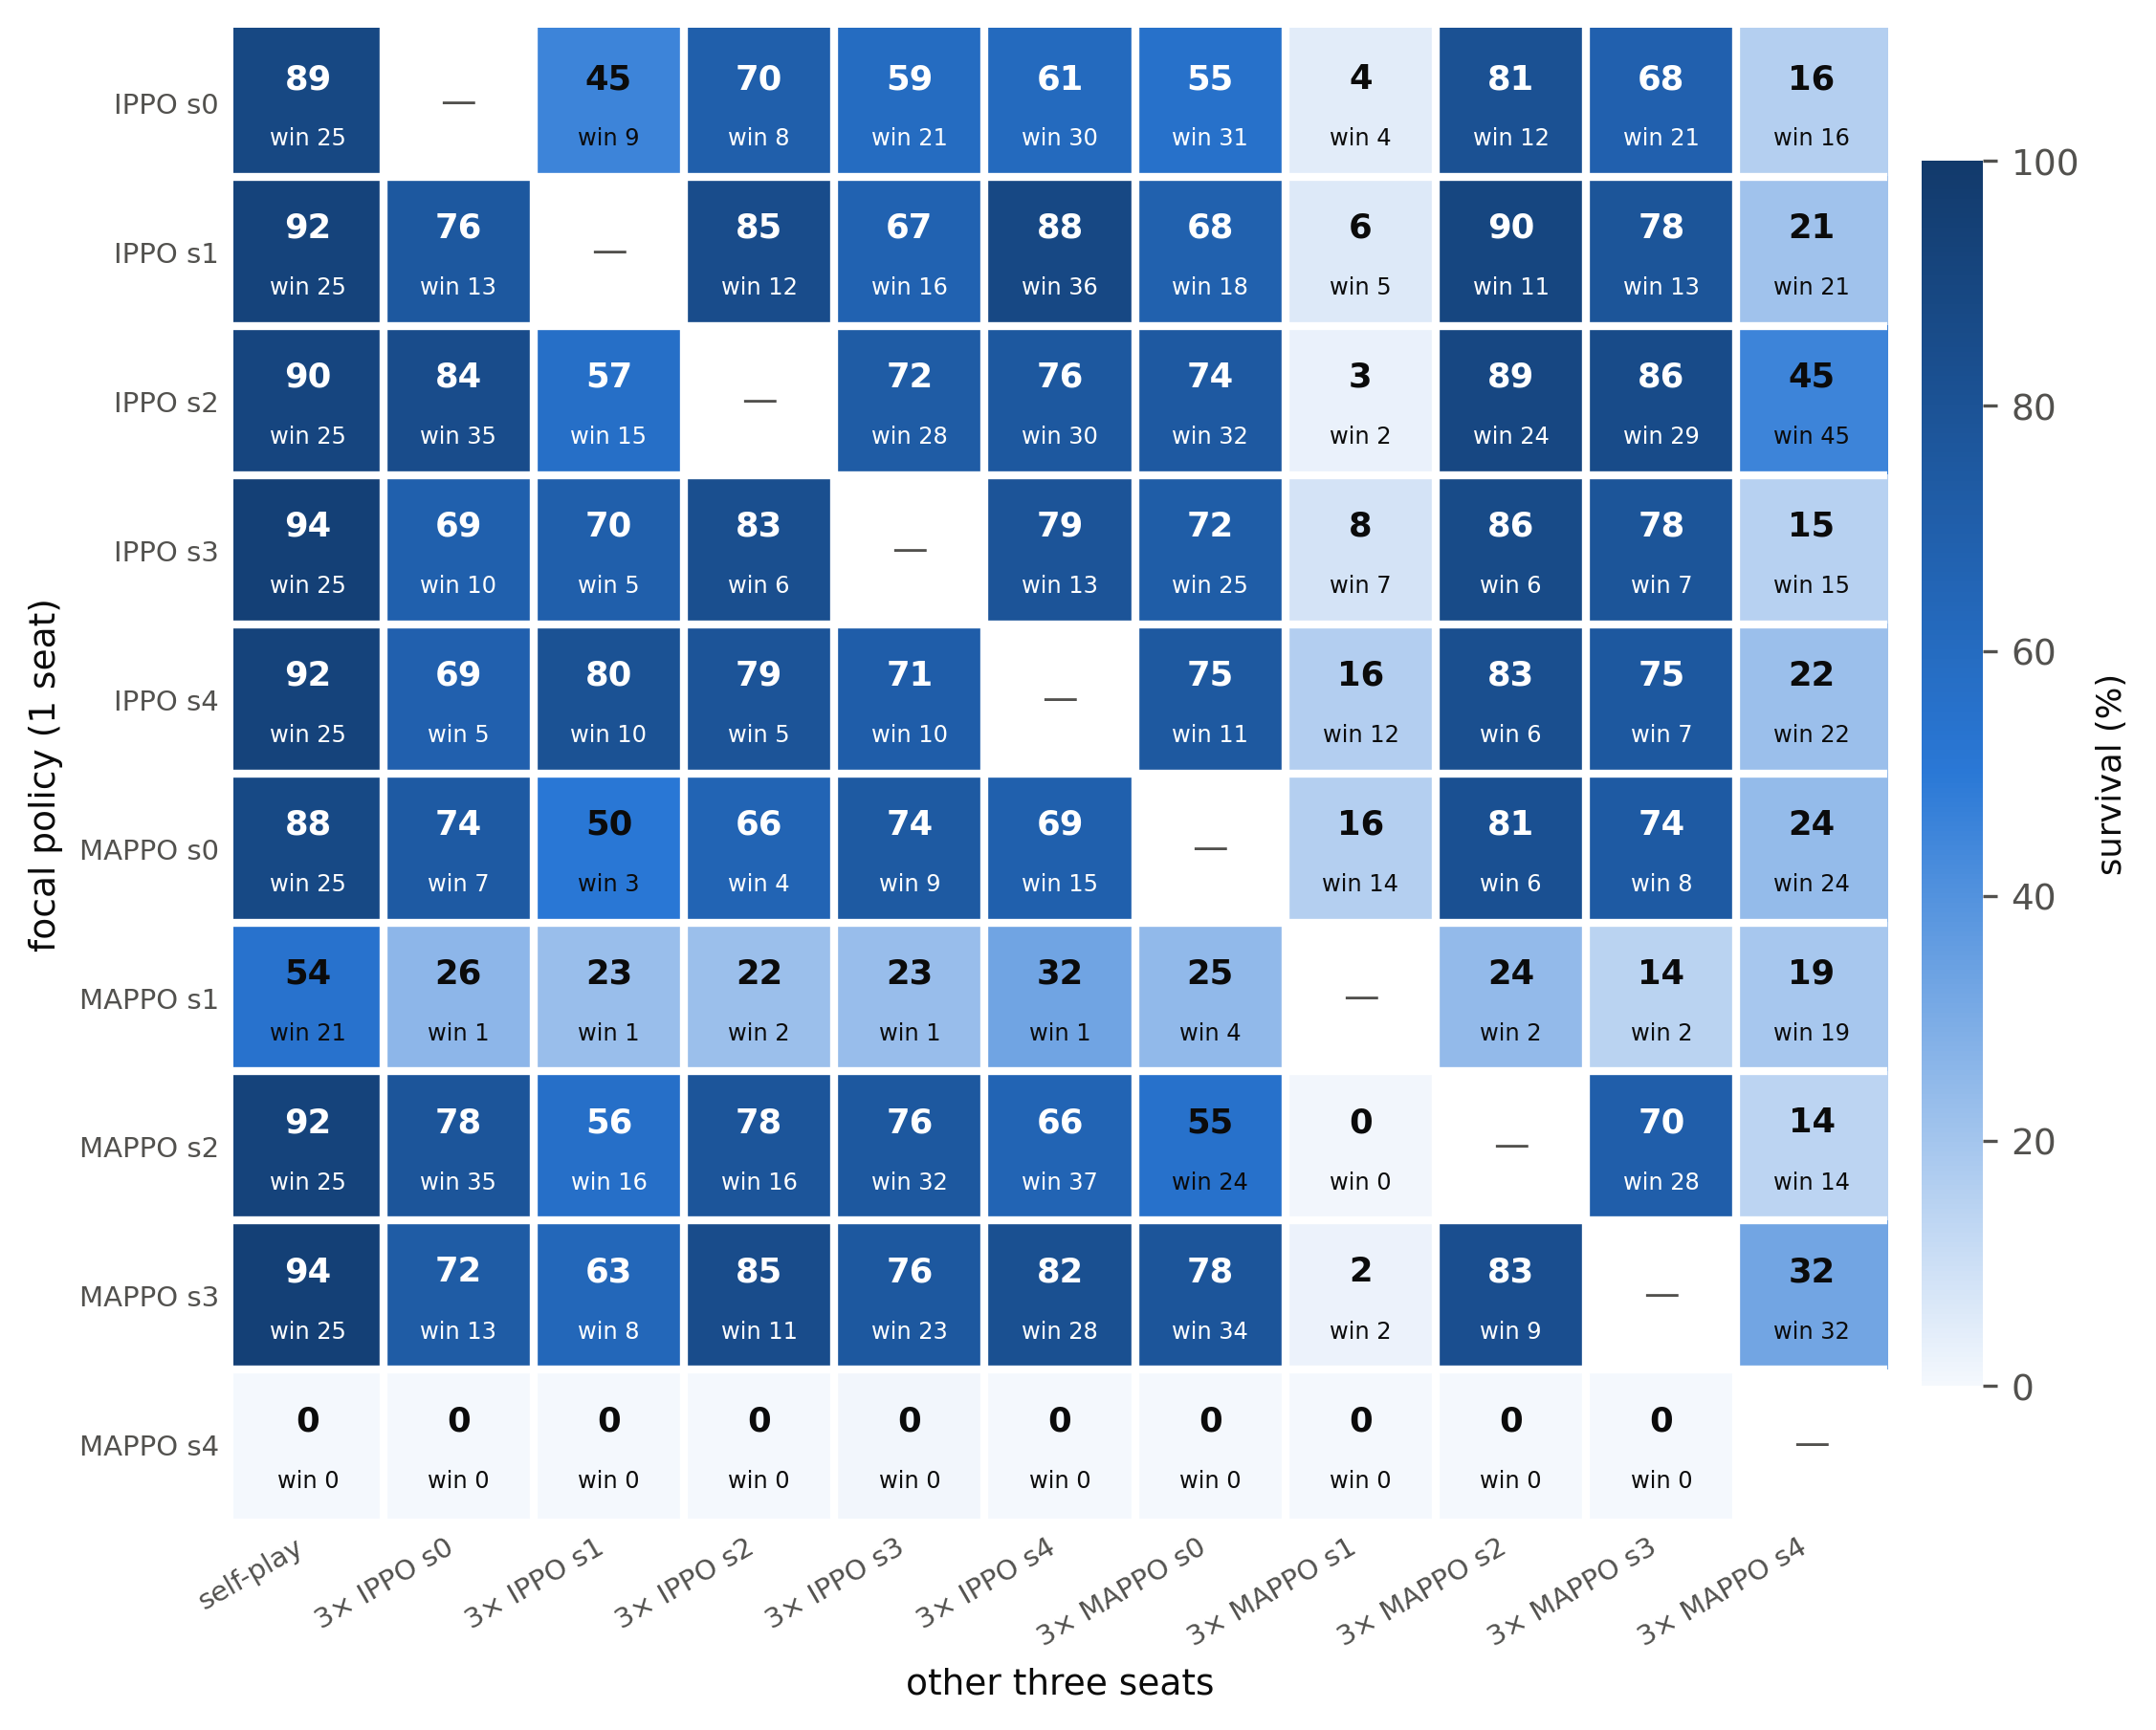 89 — 45 70 59 61 55 4 81 68 16
IPPO s0
win 25 win 9 win 8 win 21 win 30 win 31 win 4 win 12 win 21 win 16
92 76 — 85 67 88 68 6 90 78 21
IPPO s1
win 25 win 13 win 12 win 16 win 36 win 18 win 5 win 11 win 13 win 21
90 84 57 — 72 76 74 3 89 86 45
IPPO s2
win 25 win 35 win 15 win 28 win 30 win 32 win 2 win 24 win 29 win 45
94 69 70 83 — 79 72 8 86 78 15
IPPO s3
win 25 win 10 win 5 win 6 win 13 win 25 win 7 win 6 win 7 win 15
92 69 80 79 71 — 75 16 83 75 22
IPPO s4
win 25 win 5 win 10 win 5 win 10 win 11 win 12 win 6 win 7 win 22
88 74 50 66 74 69 — 16 81 74 24
MAPPO s0
win 25 win 7 win 3 win 4 win 9 win 15 win 14 win 6 win 8 win 24
54 26 23 22 23 32 25 — 24 14 19
MAPPO s1
win 21 win 1 win 1 win 2 win 1 win 1 win 4 win 2 win 2 win 19
92 78 56 78 76 66 55 0 — 70 14
MAPPO s2
win 25 win 35 win 16 win 16 win 32 win 37 win 24 win 0 win 28 win 14
94 72 63 85 76 82 78 2 83 — 32
MAPPO s3
win 25 win 13 win 8 win 11 win 23 win 28 win 34 win 2 win 9 win 32
0 0 0 0 0 0 0 0 0 0 —
MAPPO s4
win 0 win 0 win 0 win 0 win 0 win 0 win 0 win 0 win 0 win 0
focal policy (1 seat)
self-play
3× IPPO s0
3× IPPO s1
3× IPPO s2
3× IPPO s3
3× IPPO s4
3× MAPPO s0
3× MAPPO s1
3× MAPPO s2
3× MAPPO s3
3× MAPPO s4
other three seats
100
80
60
40
20
0
survival (%)